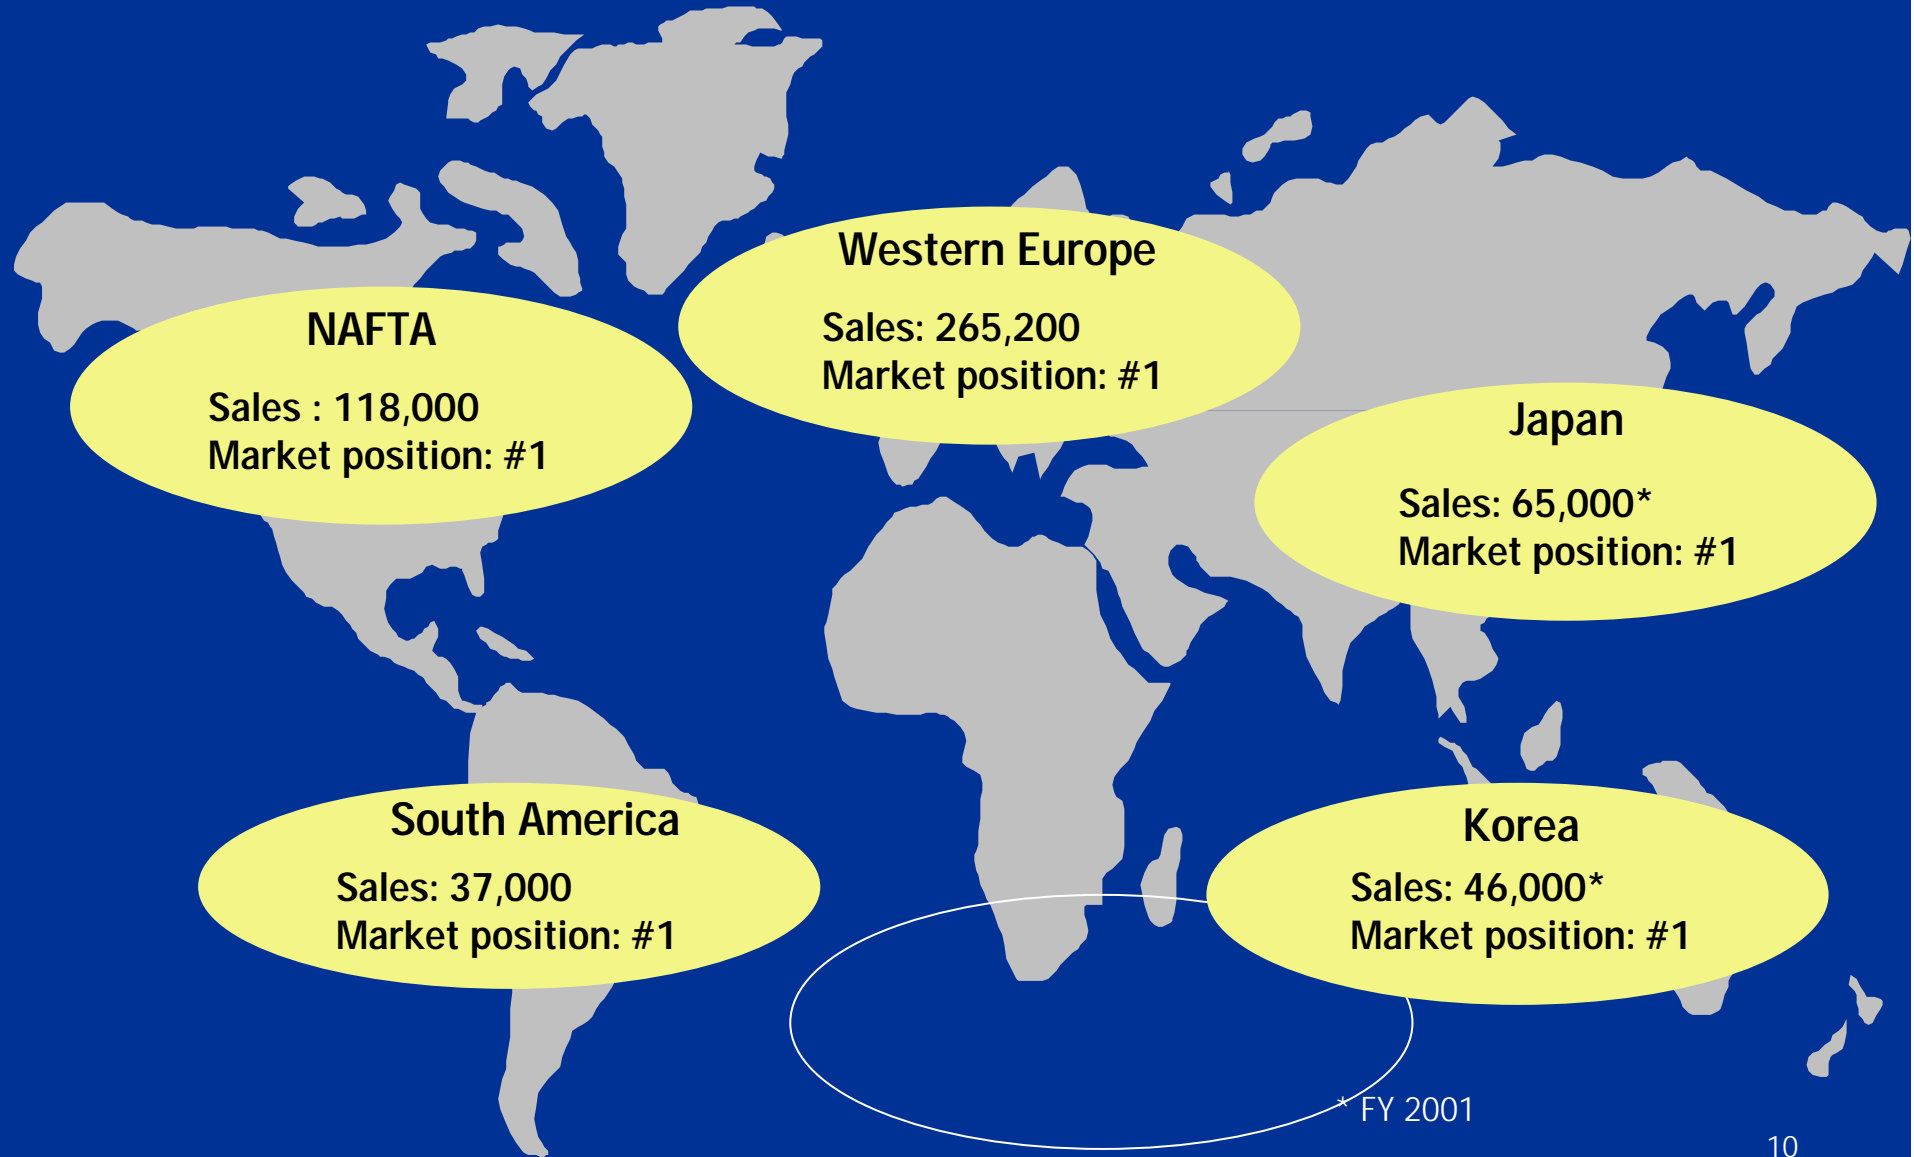 Western Europe
Sales: 265,200
Market position: #1
NAFTA
Sales : 118,000
Market position: #1
Japan
Sales: 65,000*
Market position: #1
South America
Sales: 37,000
Market position: #1
Korea
Sales: 46,000*
Market position: #1
* FY 2001
10